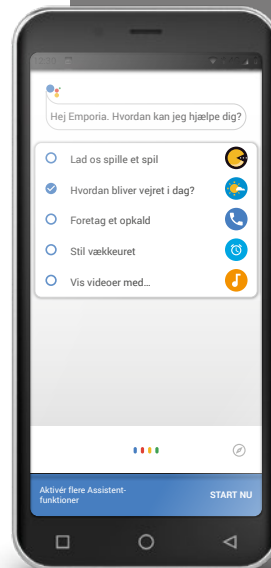 Hej Emporia. Hvordan kan jeg hjælpe dig?
Lad os spille et spil
Hvordan bliver vejret i dag?
Foretag et opkald
Stil vækkeuret
Vis videoer med...
Aktivér flere Assistent-
funktioner
START NU